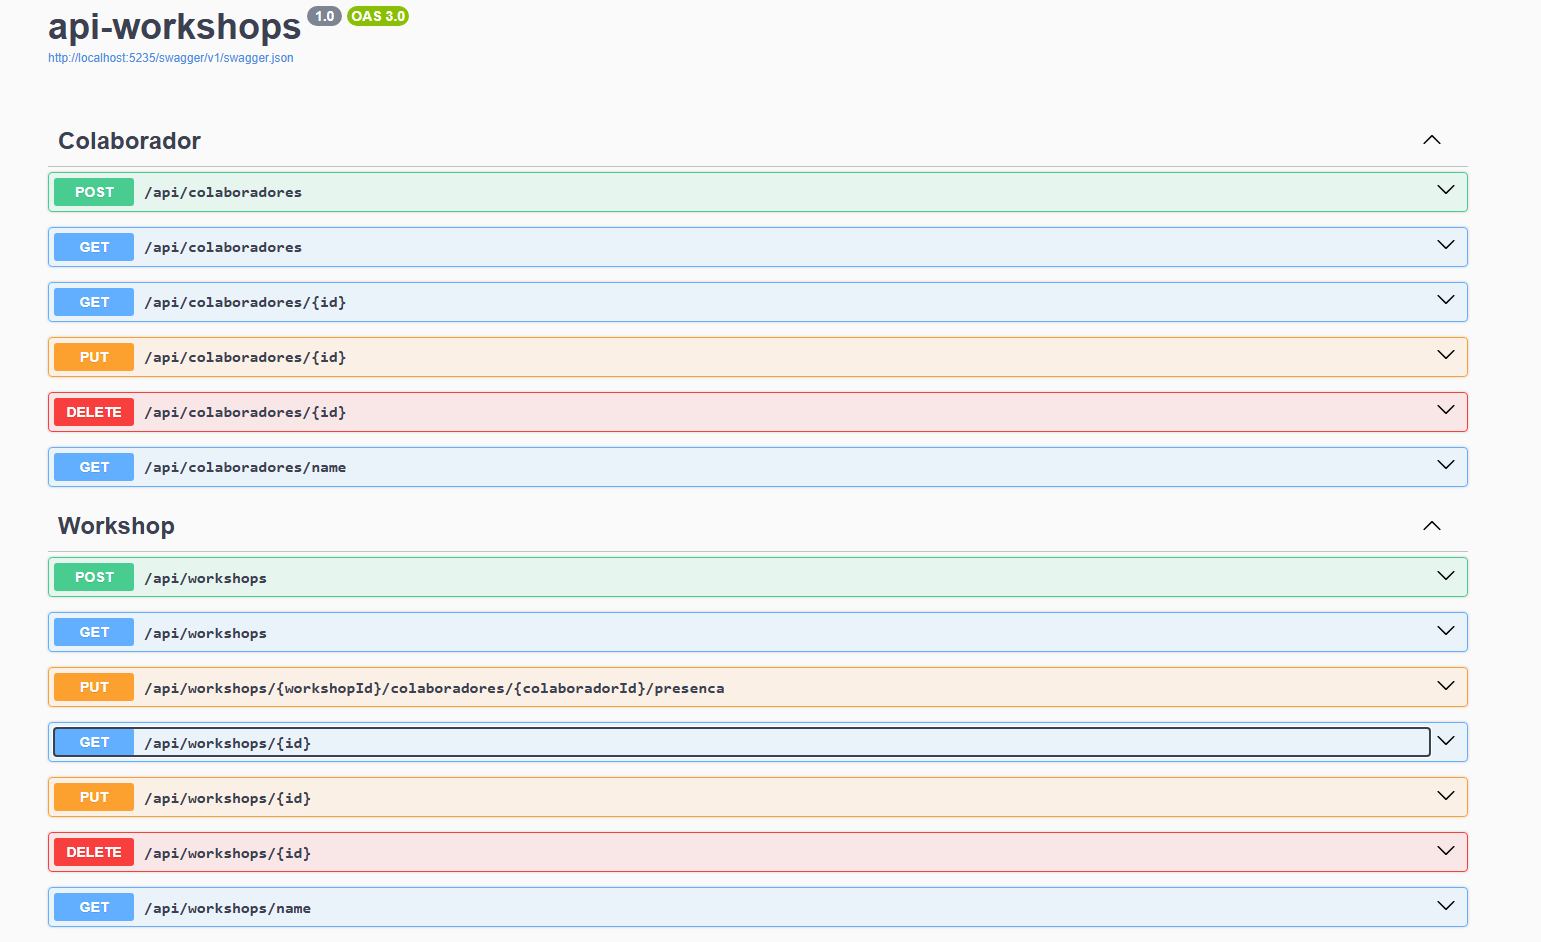 api-workshops 1.0 OAS 3.0
http://localhost:5235/swagger/v1/swagger.json
Colaborador
POST /api/colaboradores
GET /api/colaboradores
GET /api/colaboradores/{id}
PUT /api/colaboradores/{id}
DELETE /api/colaboradores/{id}
GET /api/colaboradores/name
Workshop
POST /api/workshops
GET /api/workshops
PUT /api/workshops/{workshopId}/colaboradores/{colaboradorId}/presenca
GET /api/workshops/{id}
PUT /api/workshops/{id}
DELETE /api/workshops/{id}
GET /api/workshops/name